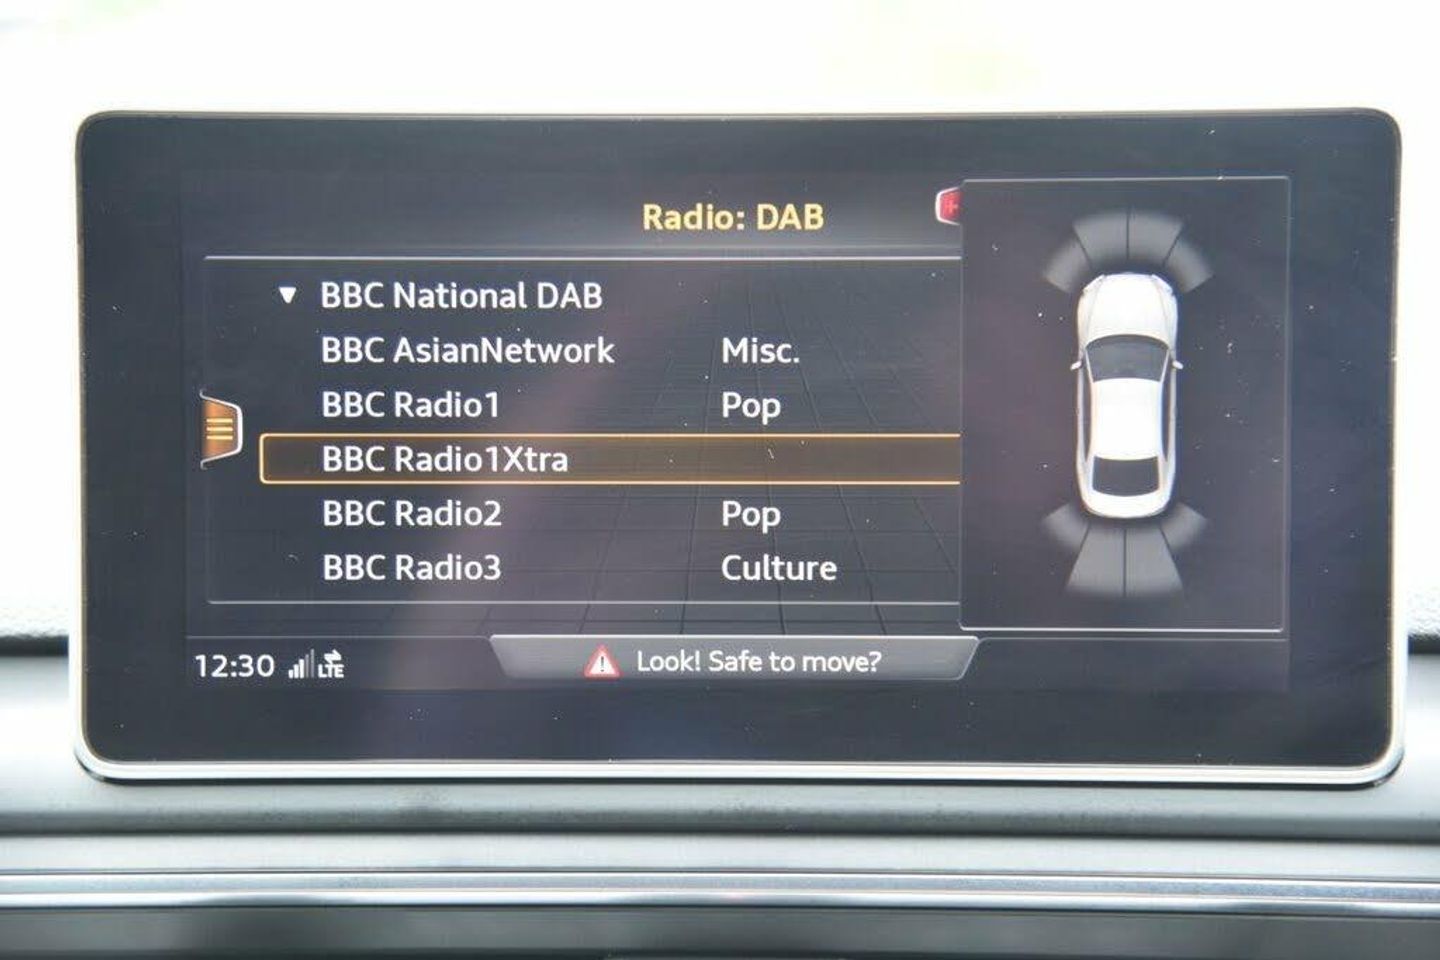 Radio: DAB
BBC National DAB
BBC AsianNetwork Misc.
BBC Radio1 Pop
BBC Radio1Xtra
BBC Radio2 Pop
BBC Radio3 Culture
12:30 LTE Look! Safe to move?